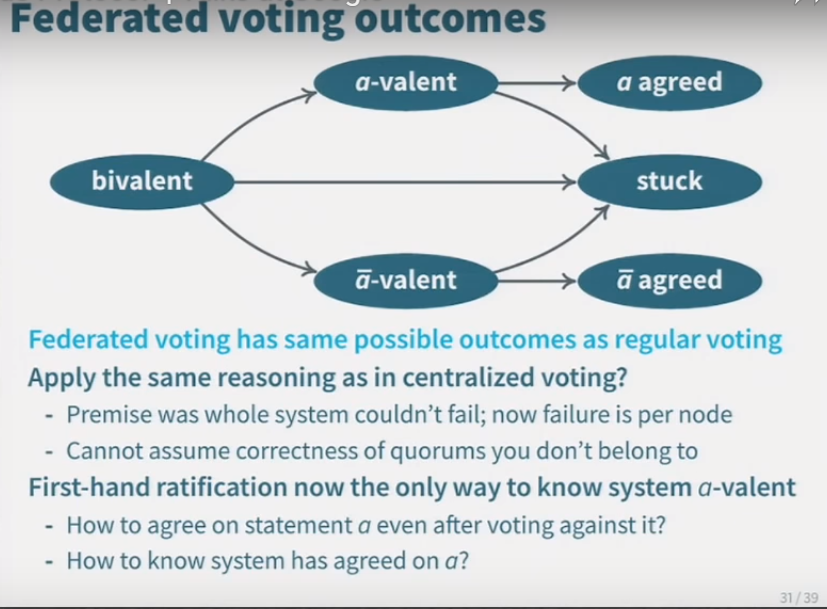 Federated voting outcomes
a-valent
a agreed
bivalent
stuck
a̅-valent
a̅ agreed
Federated voting has same possible outcomes as regular voting
Apply the same reasoning as in centralized voting?
- Premise was whole system couldn't fail; now failure is per node
- Cannot assume correctness of quorums you don't belong to
First-hand ratification now the only way to know system a-valent
- How to agree on statement a even after voting against it?
- How to know system has agreed on a?
31 / 39